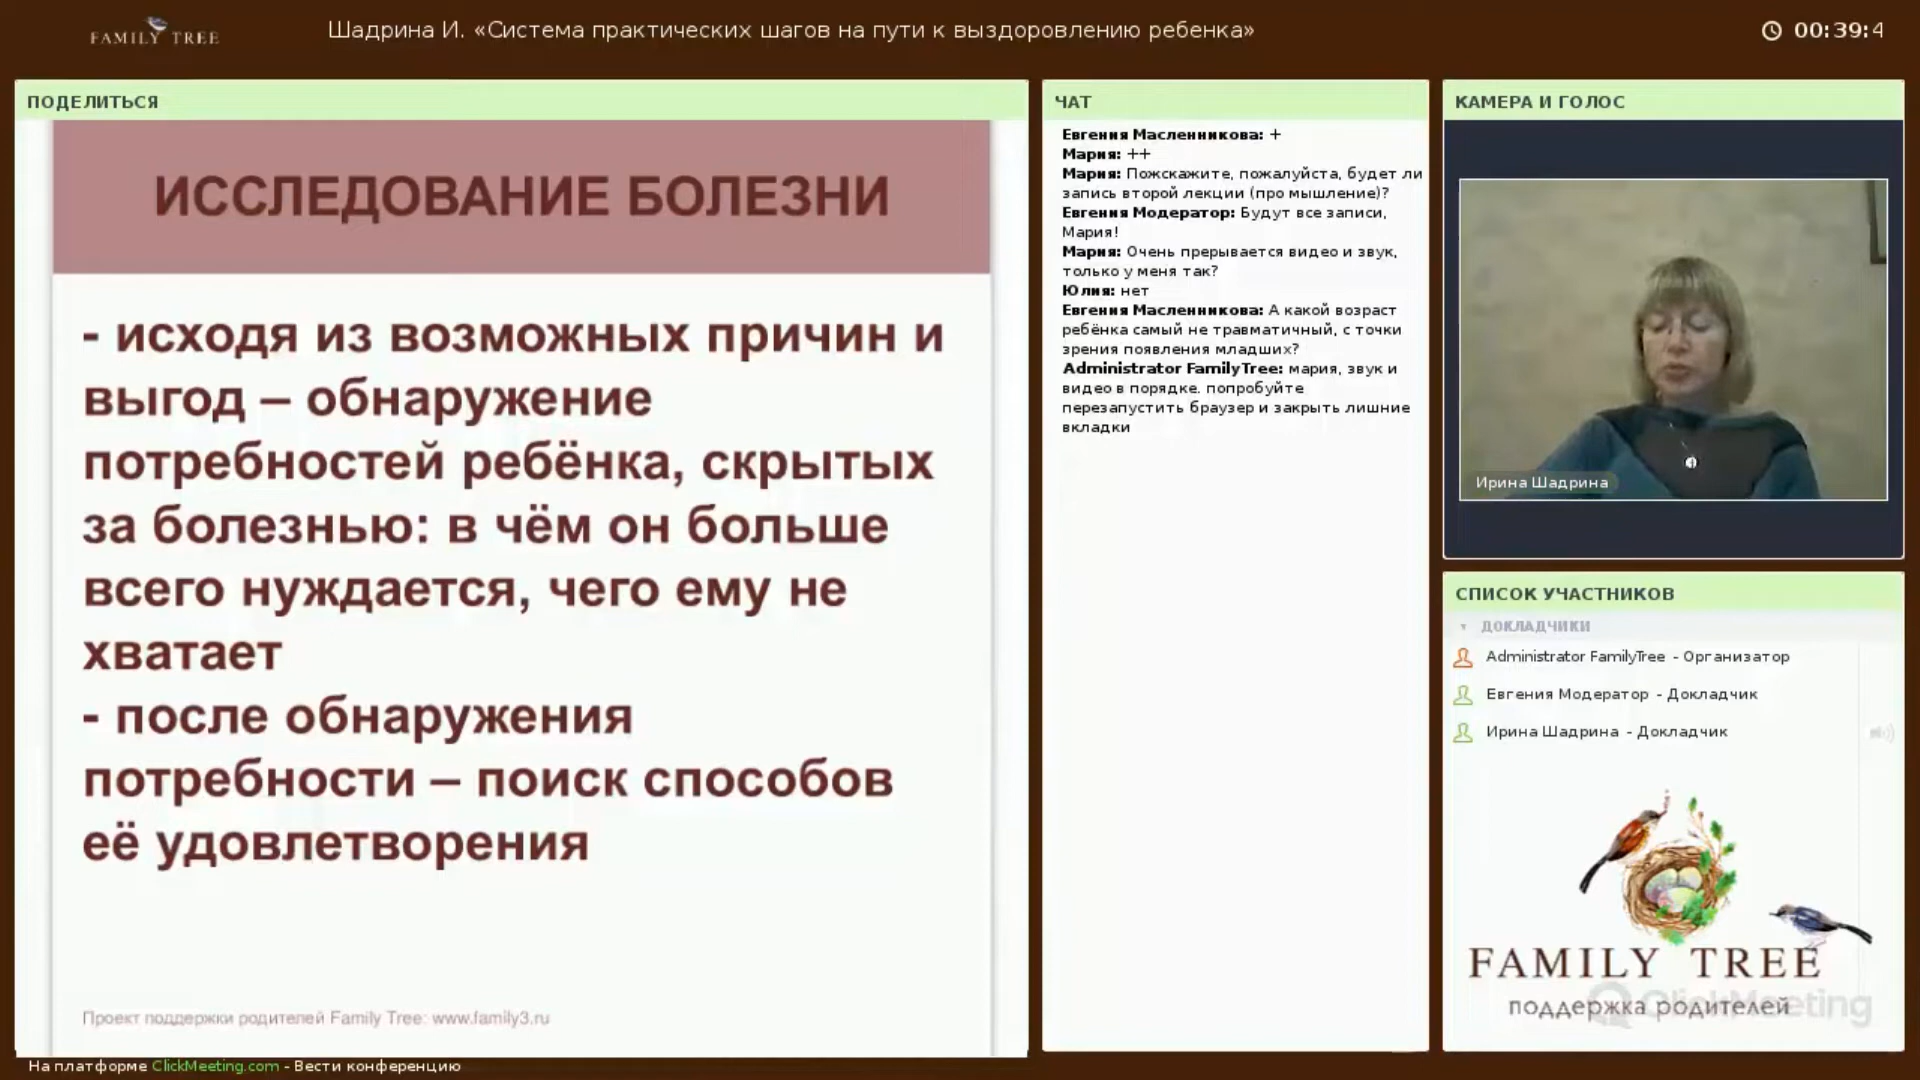 FAMILY TREE
Шадрина И. «Система практических шагов на пути к выздоровлению ребенка»
00:39:4
ПОДЕЛИТЬСЯ
ИССЛЕДОВАНИЕ БОЛЕЗНИ
- исходя из возможных причин и
выгод – обнаружение
потребностей ребёнка, скрытых
за болезнью: в чём он больше
всего нуждается, чего ему не
хватает
- после обнаружения
потребности – поиск способов
её удовлетворения
Проект поддержки родителей Family Tree: www.family3.ru
ЧАТ
Евгения Масленникова: +
Мария: ++
Мария: Пожскажите, пожалуйста, будет ли
запись второй лекции (про мышление)?
Евгения Модератор: Будут все записи,
Мария!
Мария: Очень прерывается видео и звук,
только у меня так?
Юлия: нет
Евгения Масленникова: А какой возраст
ребёнка самый не травматичный, с точки
зрения появления младших?
Administrator FamilyTree: мария, звук и
видео в порядке. попробуйте
перезапустить браузер и закрыть лишние
вкладки
КАМЕРА И ГОЛОС
Ирина Шадрина
СПИСОК УЧАСТНИКОВ
ДОКЛАДЧИКИ
Administrator FamilyTree - Организатор
Евгения Модератор - Докладчик
Ирина Шадрина - Докладчик
FAMILY TREE
поддержка родителей
ClickMeeting
На платформе ClickMeeting.com - Вести конференцию